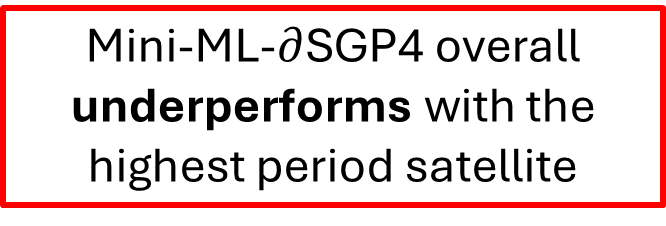 Mini-ML-∂SGP4 overall
underperforms with the
highest period satellite